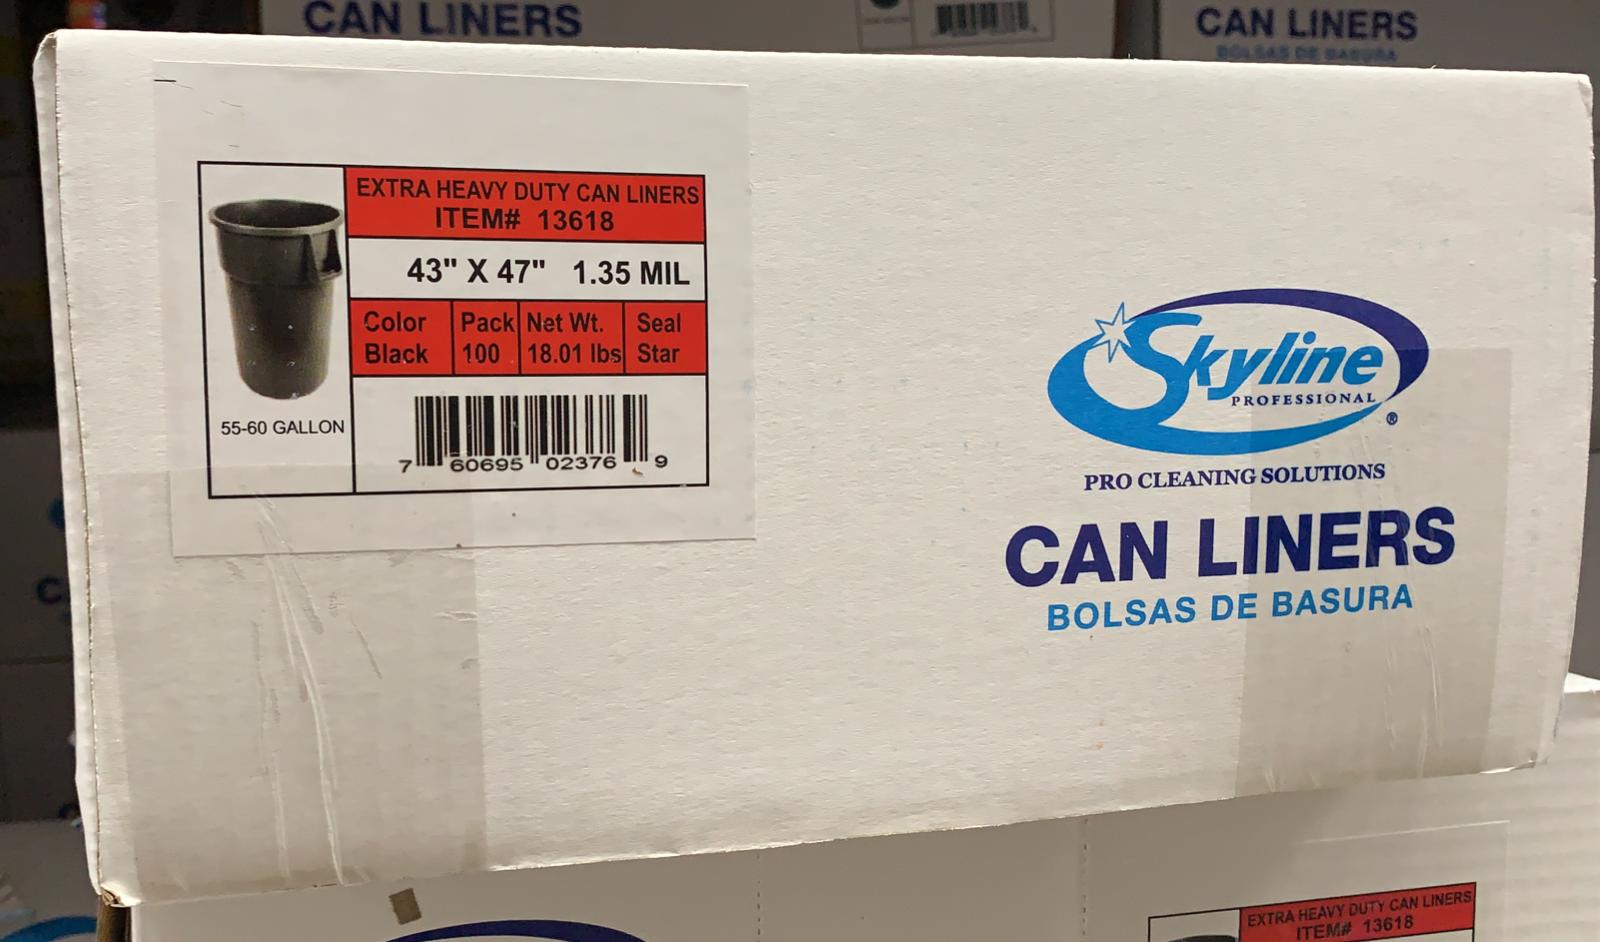 CAN LINERS
CAN LINERS
BOLSAS DE BASURA
EXTRA HEAVY DUTY CAN LINERS
ITEM# 13618
43" X 47" 1.35 MIL
Color Pack Net Wt. Seal
Black 100 18.01 lbs Star
55-60 GALLON
7 60695 02376 9
Skyline
PROFESSIONAL
®
PRO CLEANING SOLUTIONS
CAN LINERS
BOLSAS DE BASURA
EXTRA HEAVY DUTY CAN LINERS
ITEM# 13618